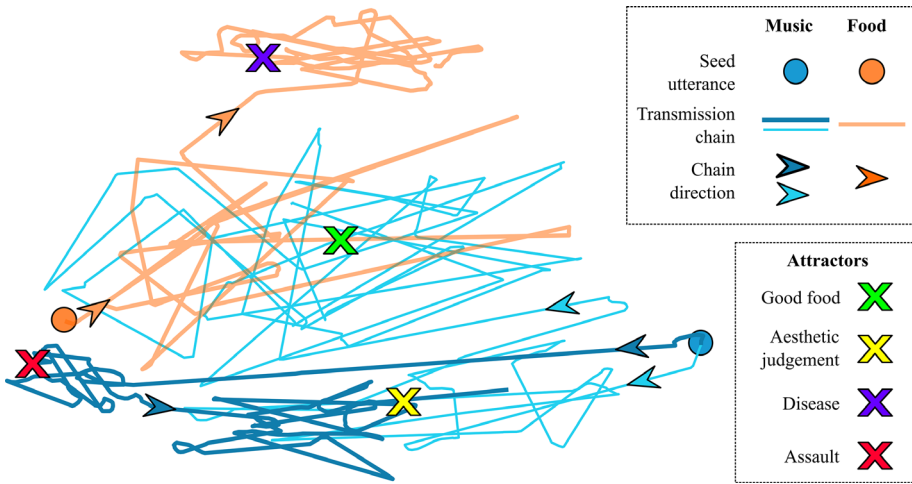 Music Food
Seed
utterance
Transmission
chain
Chain
direction
Attractors
Good food
Aesthetic
judgement
Disease
Assault